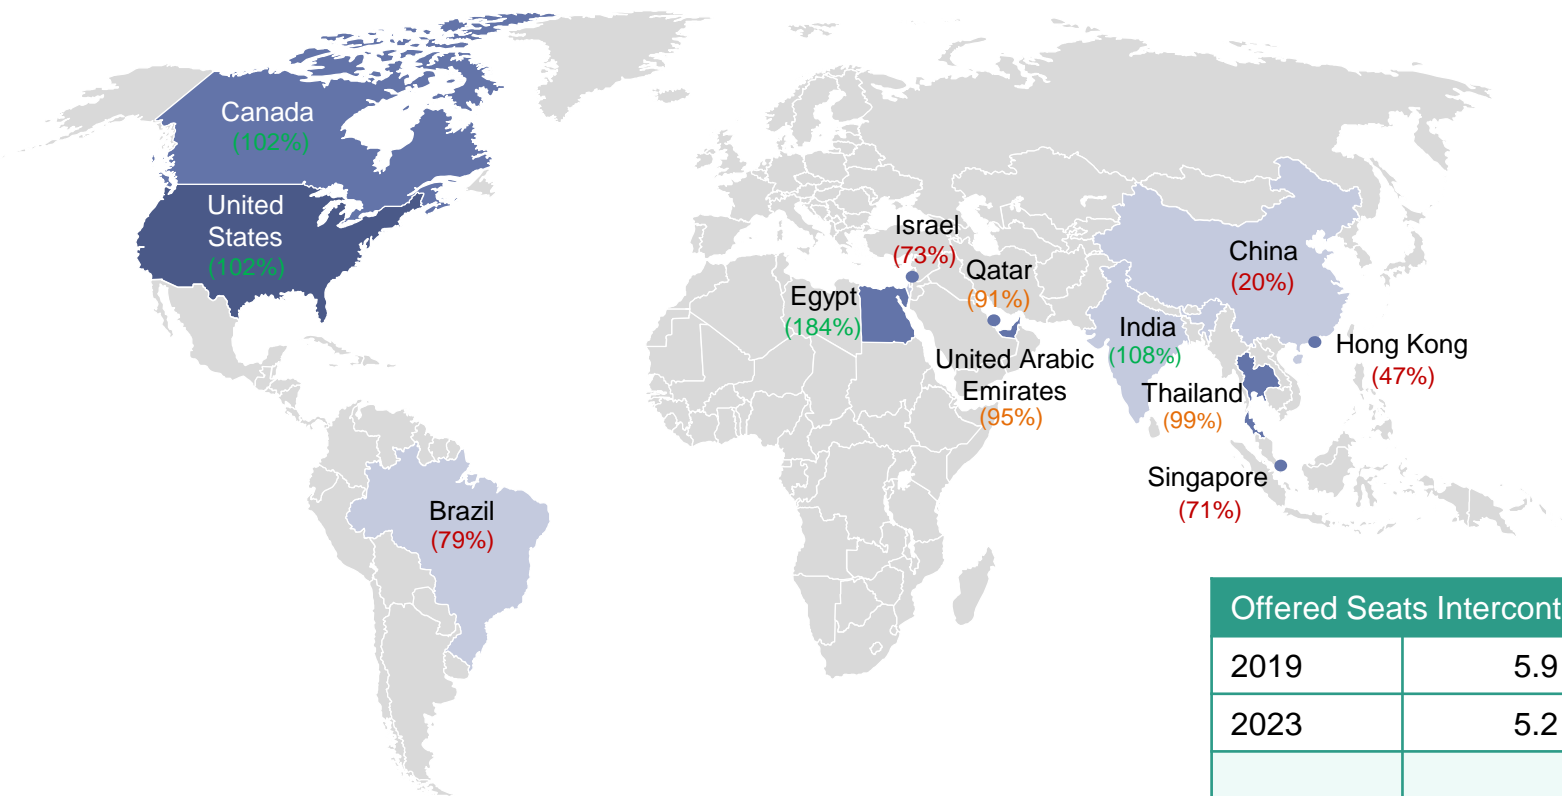 Canada
(102%)
United
States
(102%)
Israel
(73%)
Qatar
(91%)
Egypt
(184%)
United Arabic
Emirates
(95%)
China
(20%)
India
(108%)
Hong Kong
(47%)
Thailand
(99%)
Singapore
(71%)
Brazil
(79%)
Offered Seats Intercont
2019 5.9
2023 5.2